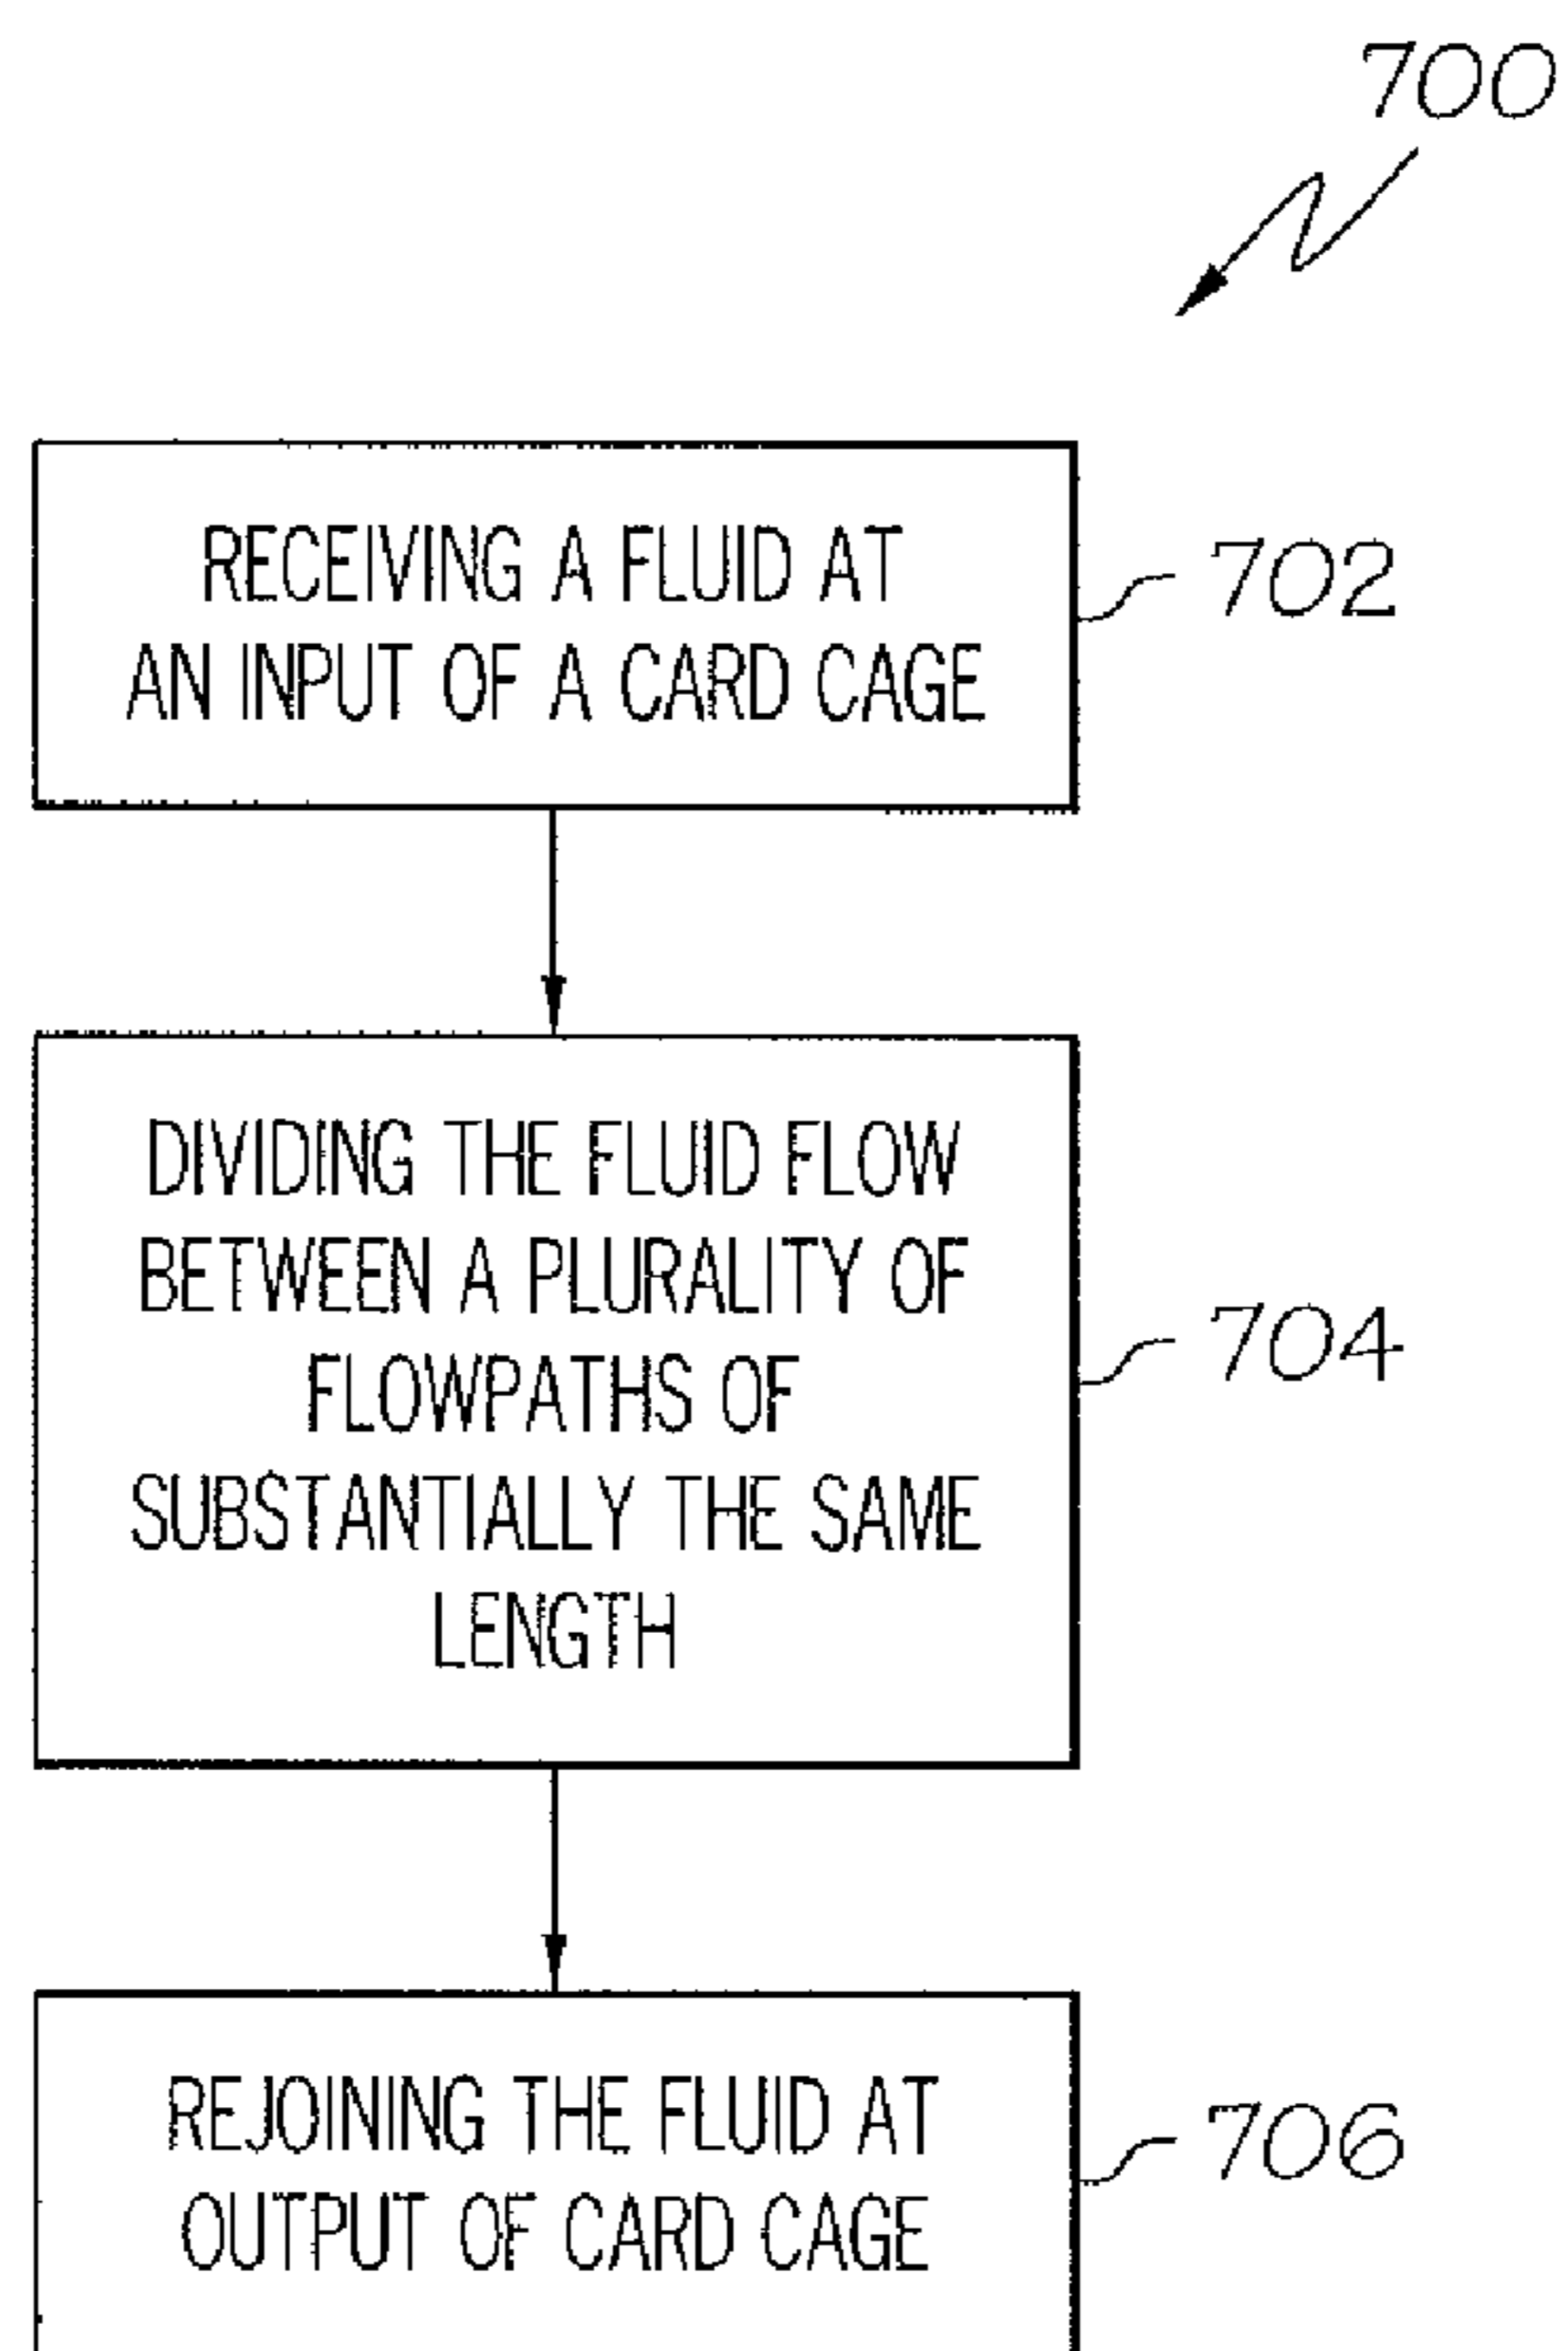 700
RECEIVING A FLUID AT
AN INPUT OF A CARD CAGE
702
DIVIDING THE FLUID FLOW
BETWEEN A PLURALITY OF
FLOWPATHS OF
SUBSTANTIALLY THE SAME
LENGTH
704
REJOINING THE FLUID AT
OUTPUT OF CARD CAGE
706